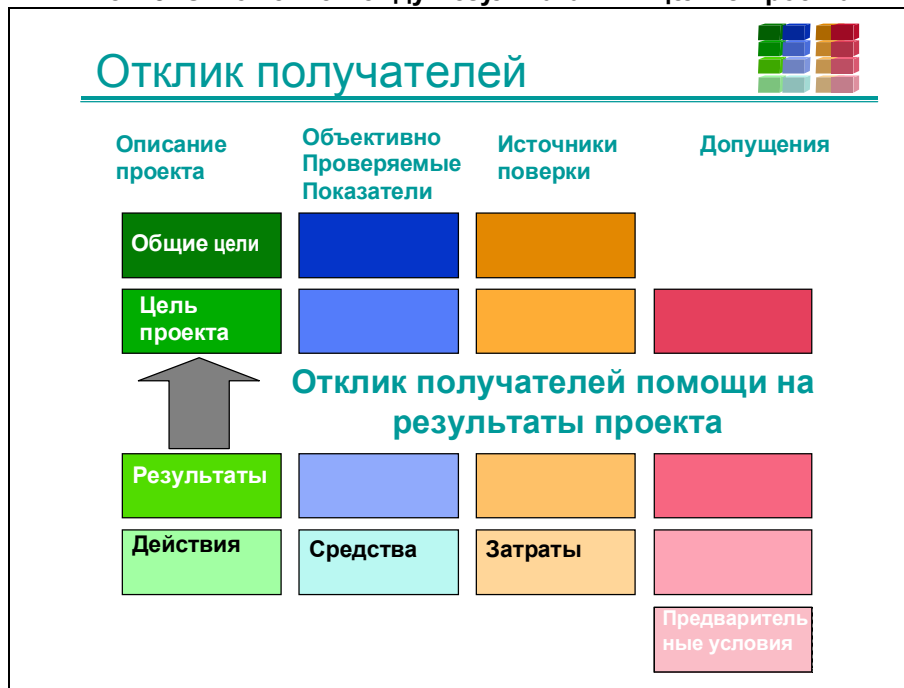 Отклик получателей
Описание
проекта
Объективно
Проверяемые
Показатели
Источники
поверки
Допущения
Общие цели
Цель
проекта
Отклик получателей помощи на
результаты проекта
Результаты
Действия
Средства
Затраты
Предваритель
ные условия